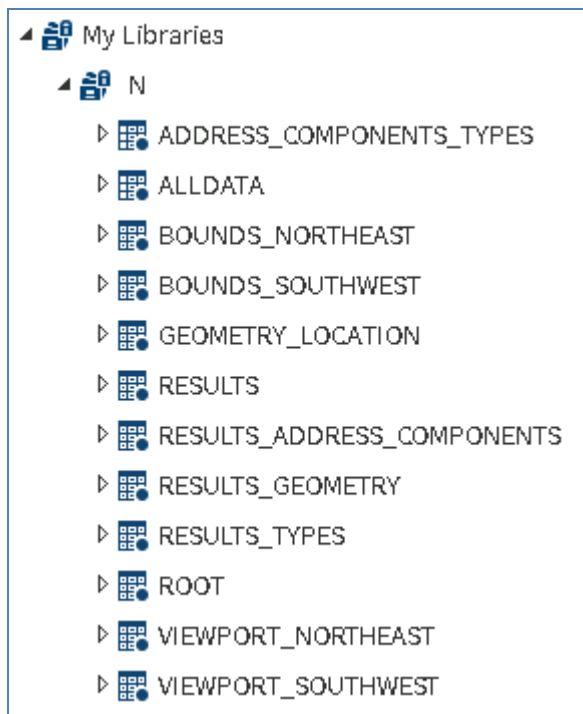 My Libraries
N
ADDRESS_COMPONENTS_TYPES
ALLDATA
BOUNDS_NORTHEAST
BOUNDS_SOUTHWEST
GEOMETRY_LOCATION
RESULTS
RESULTS_ADDRESS_COMPONENTS
RESULTS_GEOMETRY
RESULTS_TYPES
ROOT
VIEWPORT_NORTHEAST
VIEWPORT_SOUTHWEST